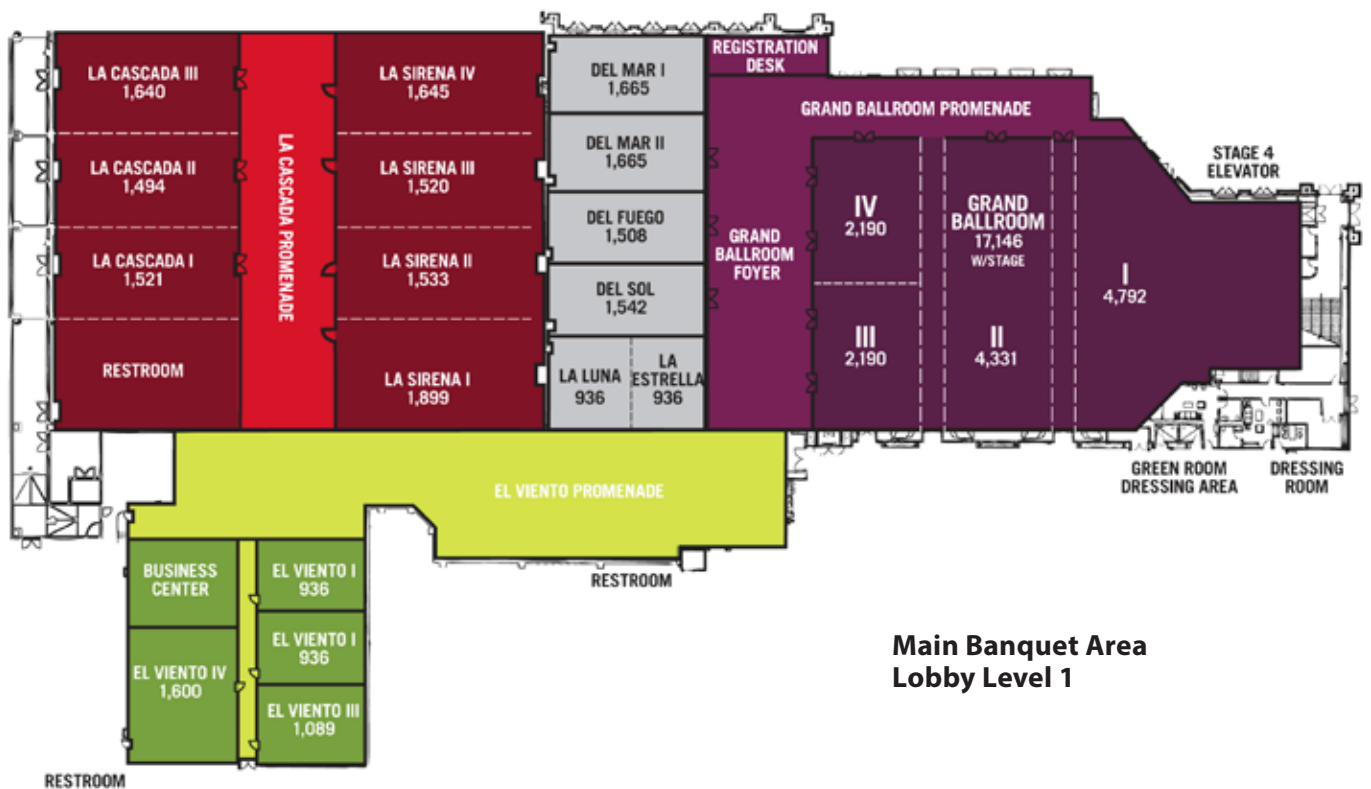 LA CASCADA III
1,640
LA CASCADA II
1,494
LA CASCADA I
1,521
RESTROOM
LA CASCADA PROMENADE
LA SIRENA IV
1,645
LA SIRENA III
1,520
LA SIRENA II
1,533
LA SIRENA I
1,899
DEL MAR I
1,665
DEL MAR II
1,665
DEL FUEGO
1,508
DEL SOL
1,542
LA LUNA
936
LA
ESTRELLA
936
REGISTRATION
DESK
GRAND BALLROOM PROMENADE
GRAND
BALLROOM
FOYER
IV
2,190
III
2,190
GRAND
BALLROOM
17,146
W/STAGE
II
4,331
I
4,792
STAGE 4
ELEVATOR
GREEN ROOM
DRESSING AREA
DRESSING
ROOM
EL VIENTO PROMENADE
RESTROOM
BUSINESS
CENTER
EL VIENTO IV
1,600
EL VIENTO I
936
EL VIENTO I
936
EL VIENTO III
1,089
RESTROOM
Main Banquet Area
Lobby Level 1